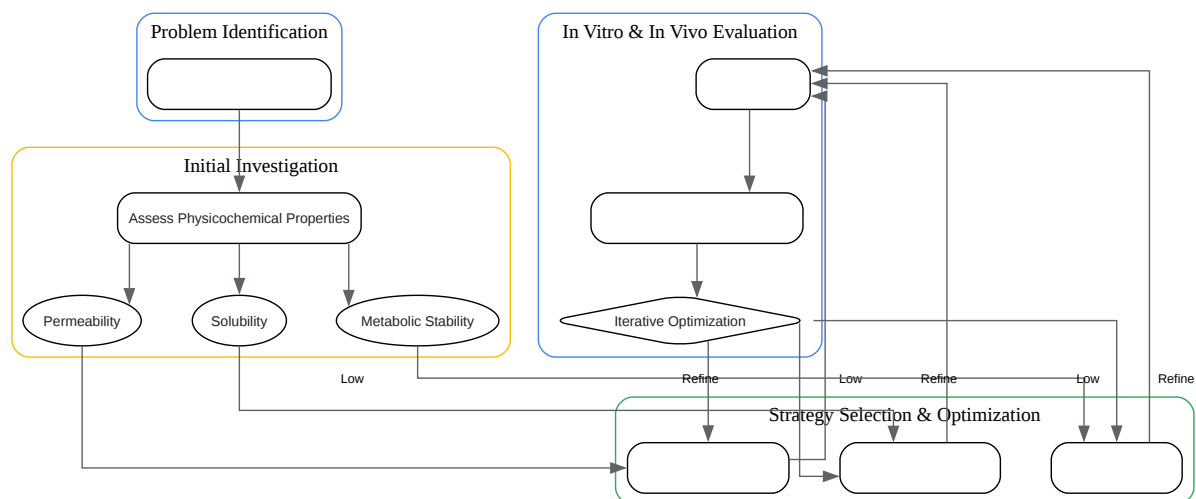 Problem Identification
In Vitro & In Vivo Evaluation
Initial Investigation
Assess Physicochemical Properties
Permeability
Solubility
Metabolic Stability
Iterative Optimization
Low
Refine
Low
Refine
Low
Refine
Strategy Selection & Optimization